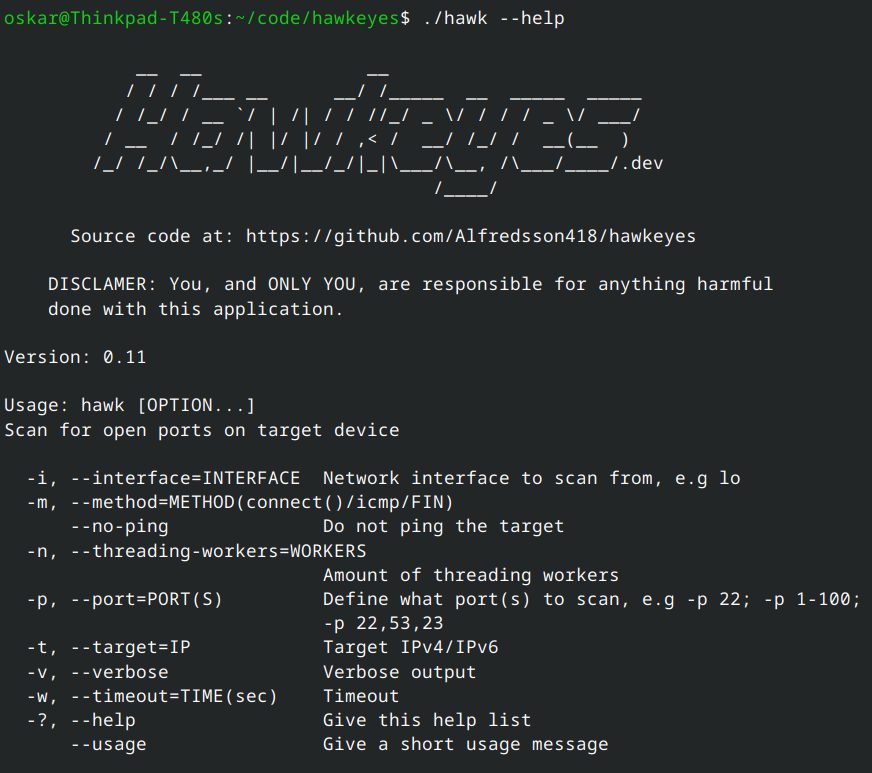 oskar@Thinkpad-T480s:~/code/hawkeyes$ ./hawk --help
            __  __               __
           / / / /___ __      __/ /_____  __  _____  _____
          / /_/ / __ `/ | /| / / //_/ _ \/ / / / _ \/ ___/
         / __  / /_/ /| |/ |/ / ,< /  __/ /_/ /  __(__  )
        /_/ /_/\__,_/ |__/|__/_/|_|\___/\__, /\___/____/.dev
                                       /____/
Source code at: https://github.com/Alfredsson418/hawkeyes
DISCLAMER: You, and ONLY YOU, are responsible for anything harmful
done with this application.
Version: 0.11
Usage: hawk [OPTION...]
Scan for open ports on target device
  -i, --interface=INTERFACE  Network interface to scan from, e.g lo
  -m, --method=METHOD(connect()/icmp/FIN)
      --no-ping              Do not ping the target
  -n, --threading-workers=WORKERS
                             Amount of threading workers
  -p, --port=PORT(S)         Define what port(s) to scan, e.g -p 22; -p 1-100;
                             -p 22,53,23
  -t, --target=IP            Target IPv4/IPv6
  -v, --verbose              Verbose output
  -w, --timeout=TIME(sec)    Timeout
  -?, --help                 Give this help list
      --usage                Give a short usage message